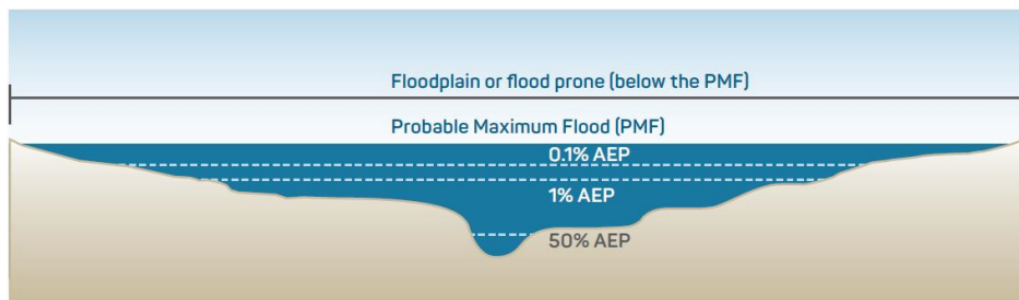 Floodplain or flood prone (below the PMF)
Probable Maximum Flood (PMF)
0.1% AEP
1% AEP
50% AEP